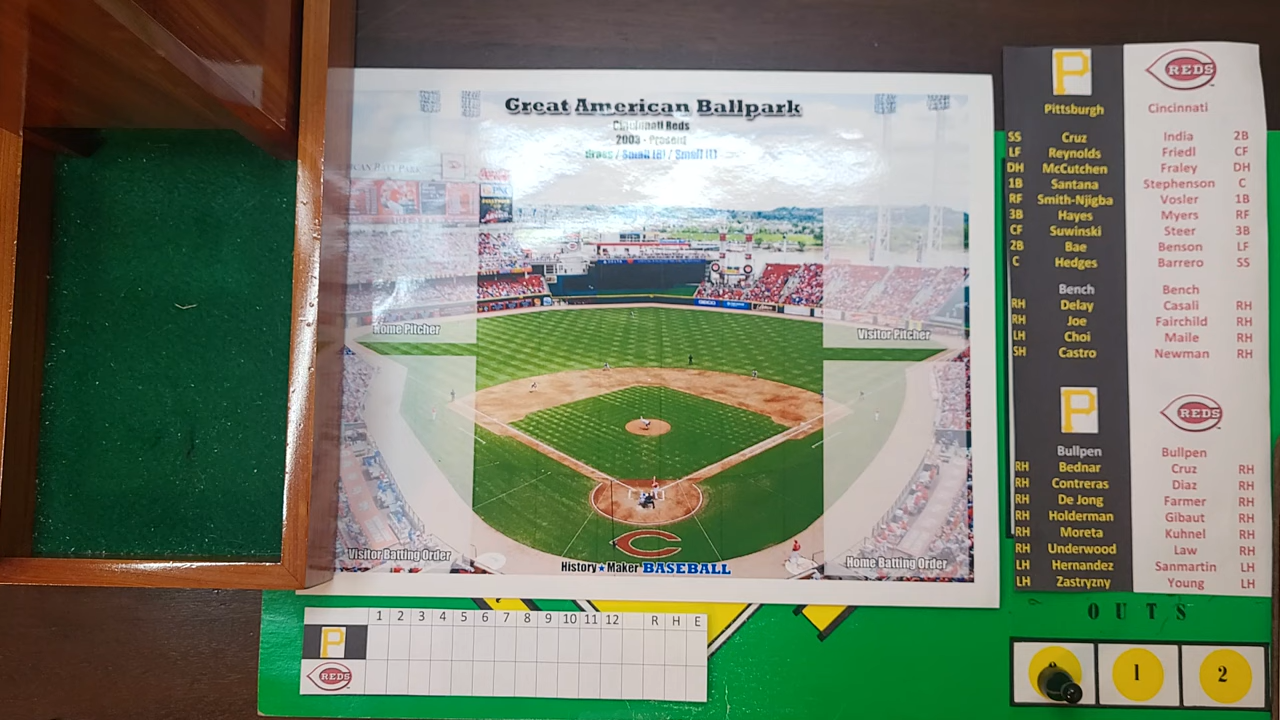 Great American Ballpark
Cincinnati Reds
2003 - Present
Grass / Small (R) / Small (L)
Home Pitcher
Visitor Pitcher
Visitor Batting Order
Home Batting Order
C
History★Maker BASEBALL
P
Pittsburgh
SS Cruz
LF Reynolds
DH McCutchen
1B Santana
RF Smith-Njigba
3B Hayes
CF Suwinski
2B Bae
C Hedges
Bench
RH Delay
RH Joe
LH Choi
SH Castro
P
Bullpen
RH Bednar
RH Contreras
RH De Jong
RH Holderman
RH Moreta
RH Underwood
LH Hernandez
LH Zastryzny
REDS
Cincinnati
India 2B
Friedl CF
Fraley DH
Stephenson C
Vosler 1B
Myers RF
Steer 3B
Benson LF
Barrero SS
Bench
Casali RH
Fairchild RH
Maile RH
Newman RH
REDS
Bullpen
Cruz RH
Diaz RH
Farmer RH
Gibaut RH
Kuhnel RH
Law RH
Sanmartin LH
Young LH
1 2 3 4 5 6 7 8 9 10 11 12 R H E
P
REDS
OUTS
1 2